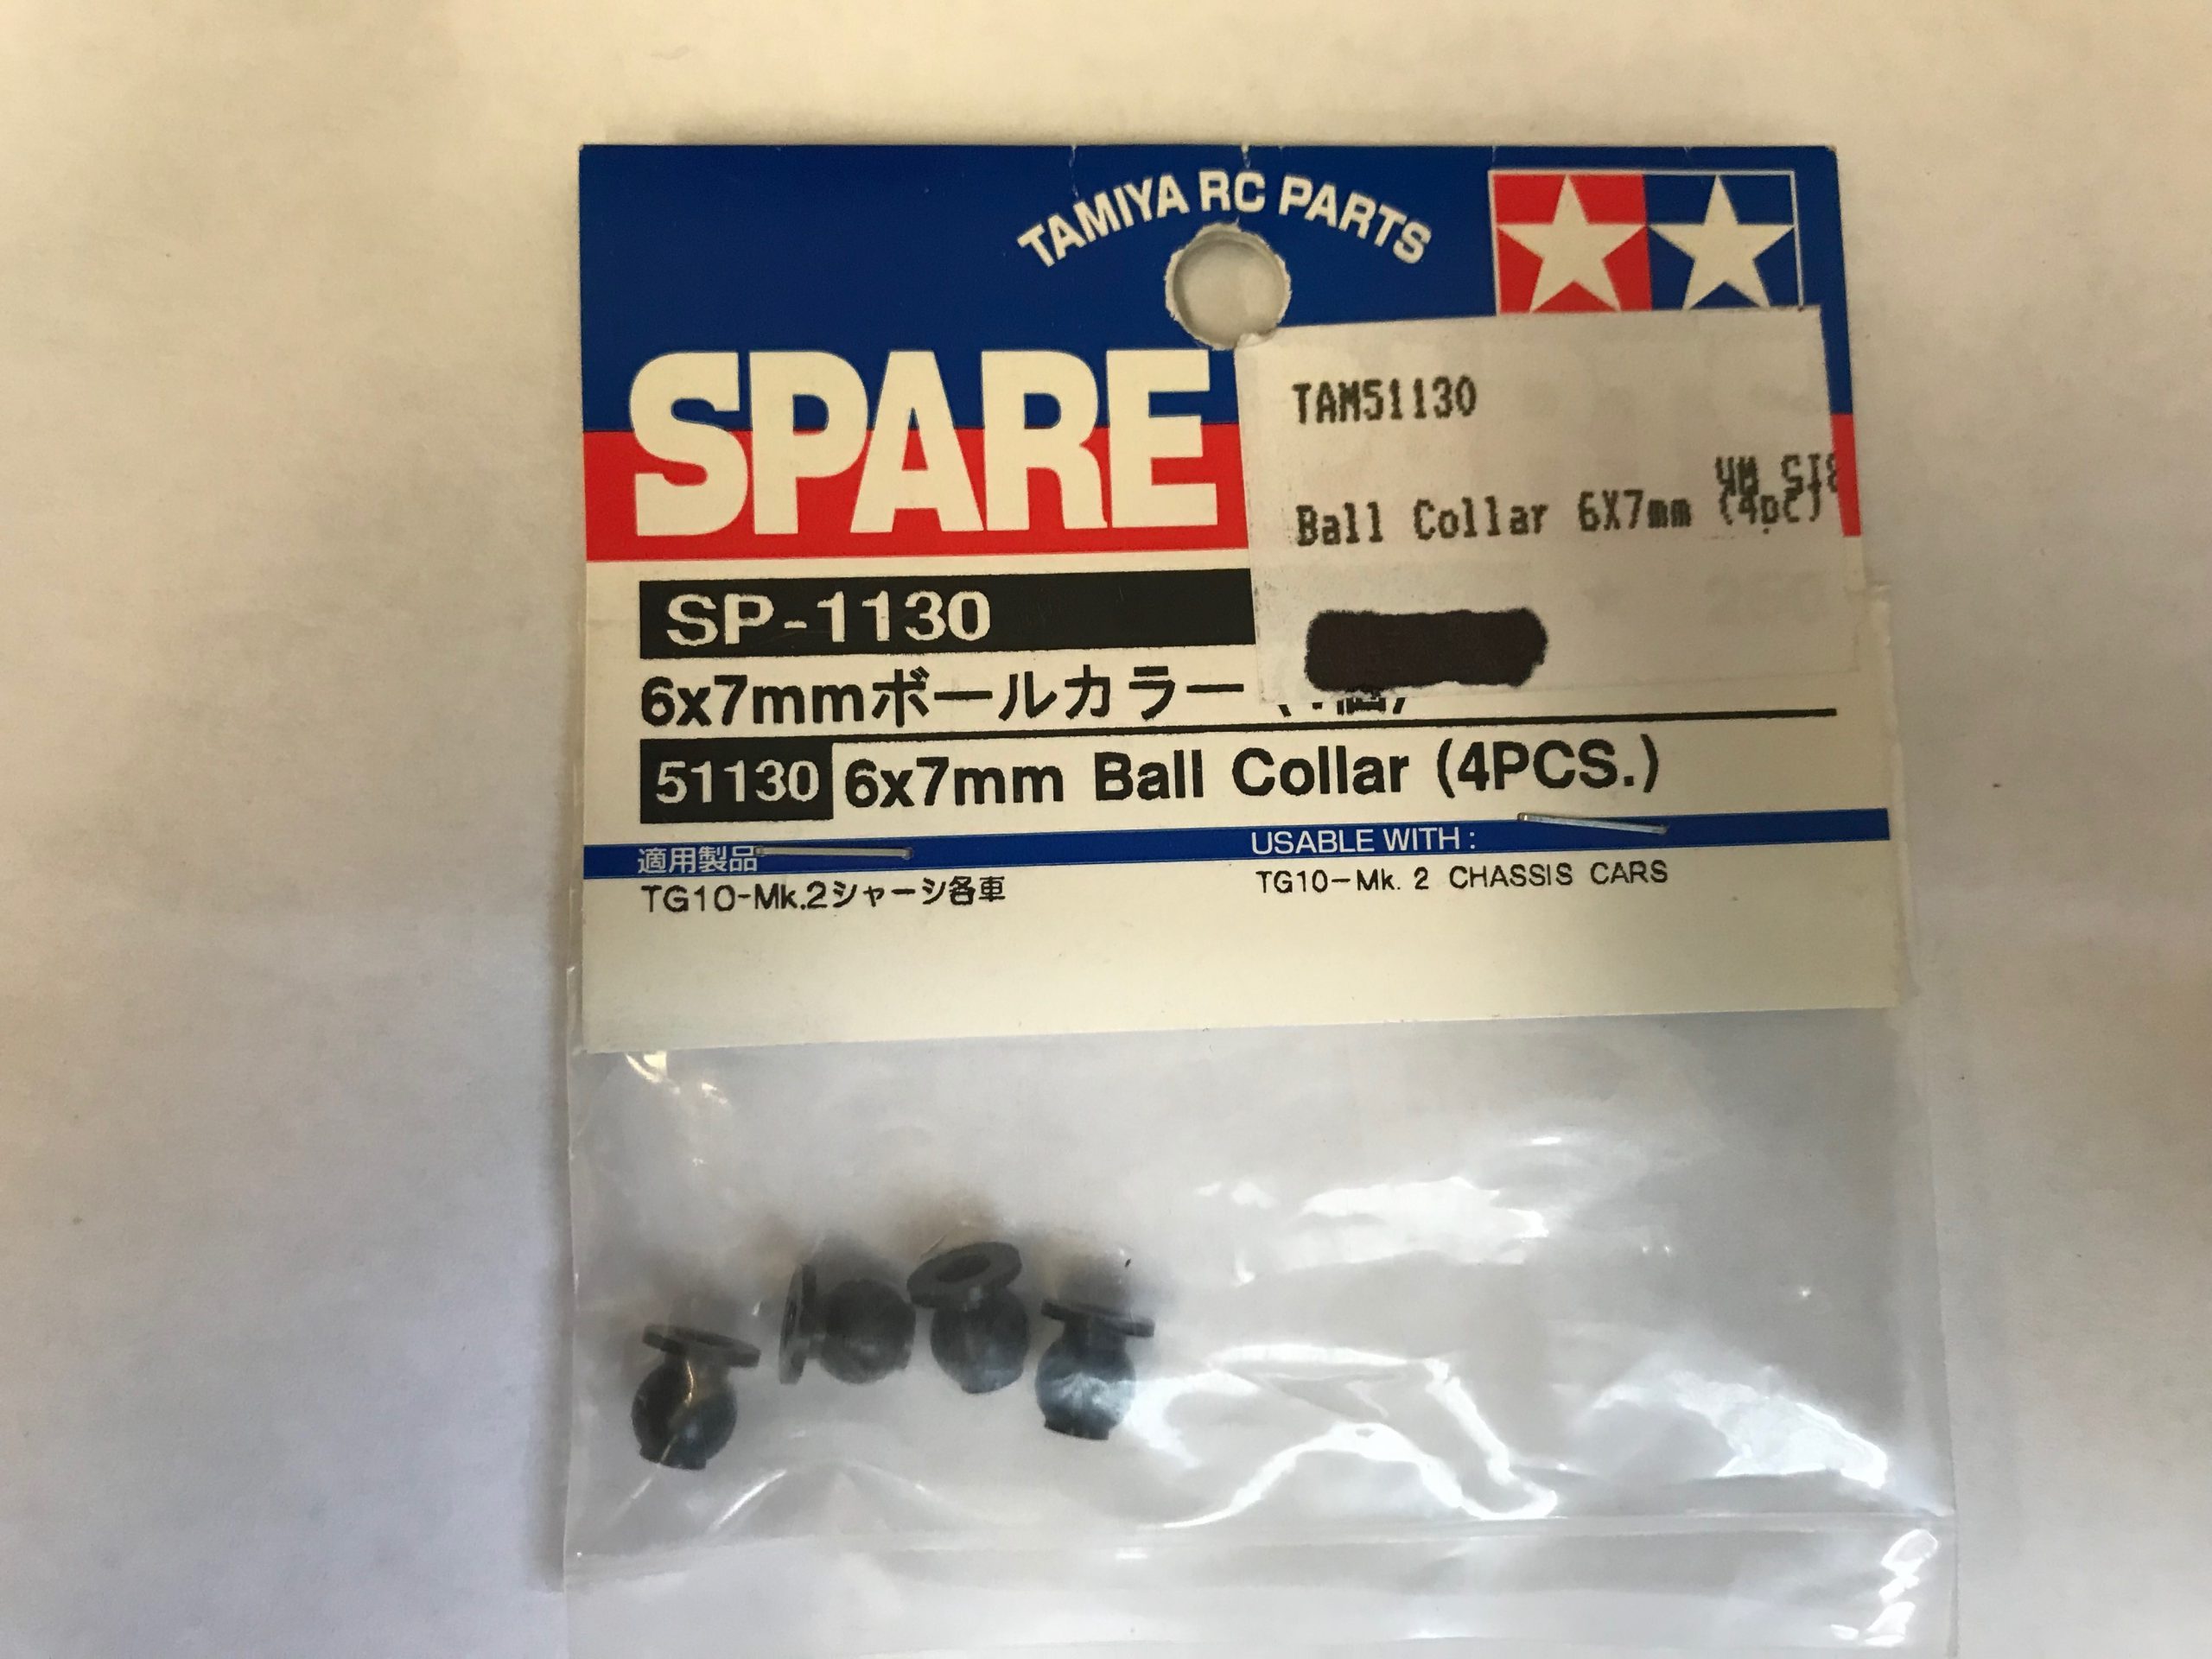 TAMIYA RC PARTS
SPARE
TAM51130
Ball Collar 6X7mm (4pc)
SP-1130
6x7mmボールカラー
51130 6x7mm Ball Collar (4PCS.)
適用製品
TG10-Mk.2シャーシ各車
USABLE WITH :
TG10-Mk. 2 CHASSIS CARS